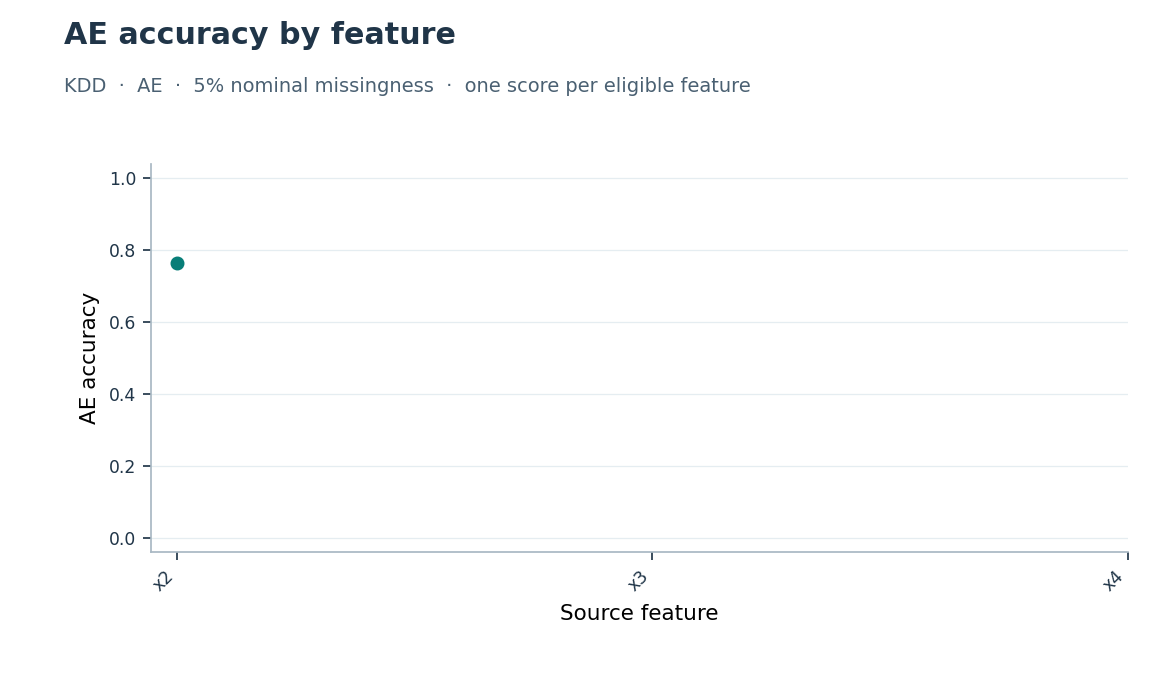 AE accuracy by feature
KDD · AE · 5% nominal missingness · one score per eligible feature
1.0
0.8
0.6
0.4
0.2
0.0
AE accuracy
x2
x3
x4
Source feature